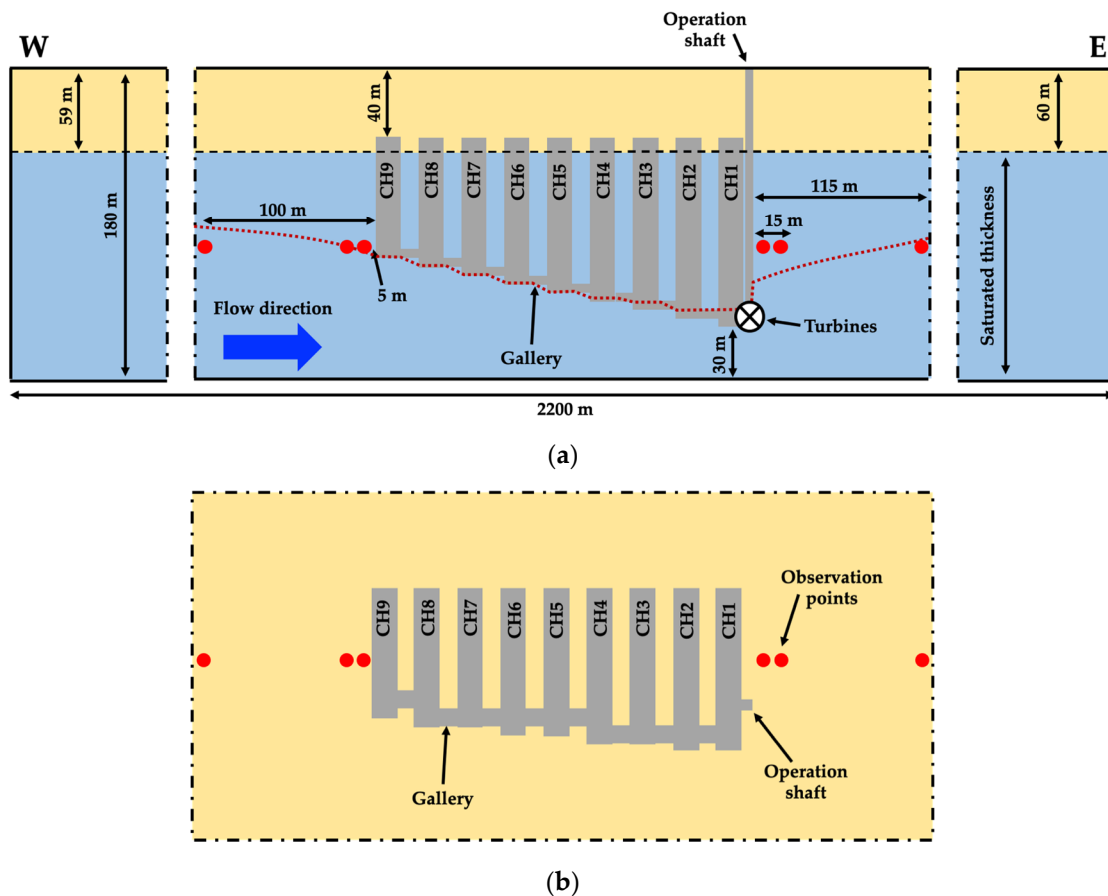 Operation
shaft
W
E
59 m
180 m
40 m
60 m
CH9
CH8
CH7
CH6
CH5
CH4
CH3
CH2
CH1
115 m
100 m
15 m
5 m
Saturated thickness
Flow direction
Gallery
Turbines
30 m
2200 m
(a)
CH9
CH8
CH7
CH6
CH5
CH4
CH3
CH2
CH1
Observation
points
Gallery
Operation
shaft
(b)